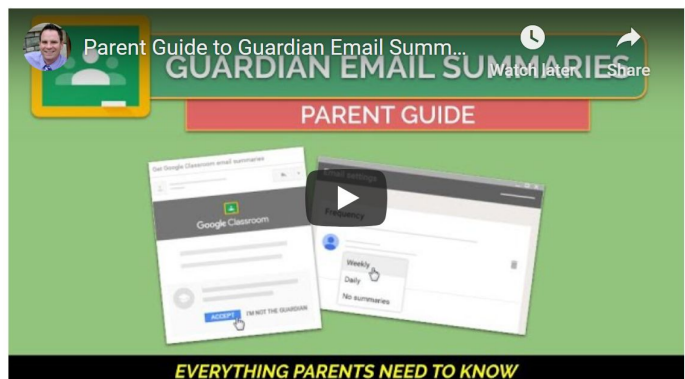 Parent Guide to Guardian Email Summ...
GUARDIAN EMAIL SUMMARIES
Watch later
Share
PARENT GUIDE
Get Google Classroom email summaries
Google Classroom
ACCEPT
I'M NOT THE GUARDIAN
Email settings
Frequency
Weekly
Daily
No summaries
EVERYTHING PARENTS NEED TO KNOW